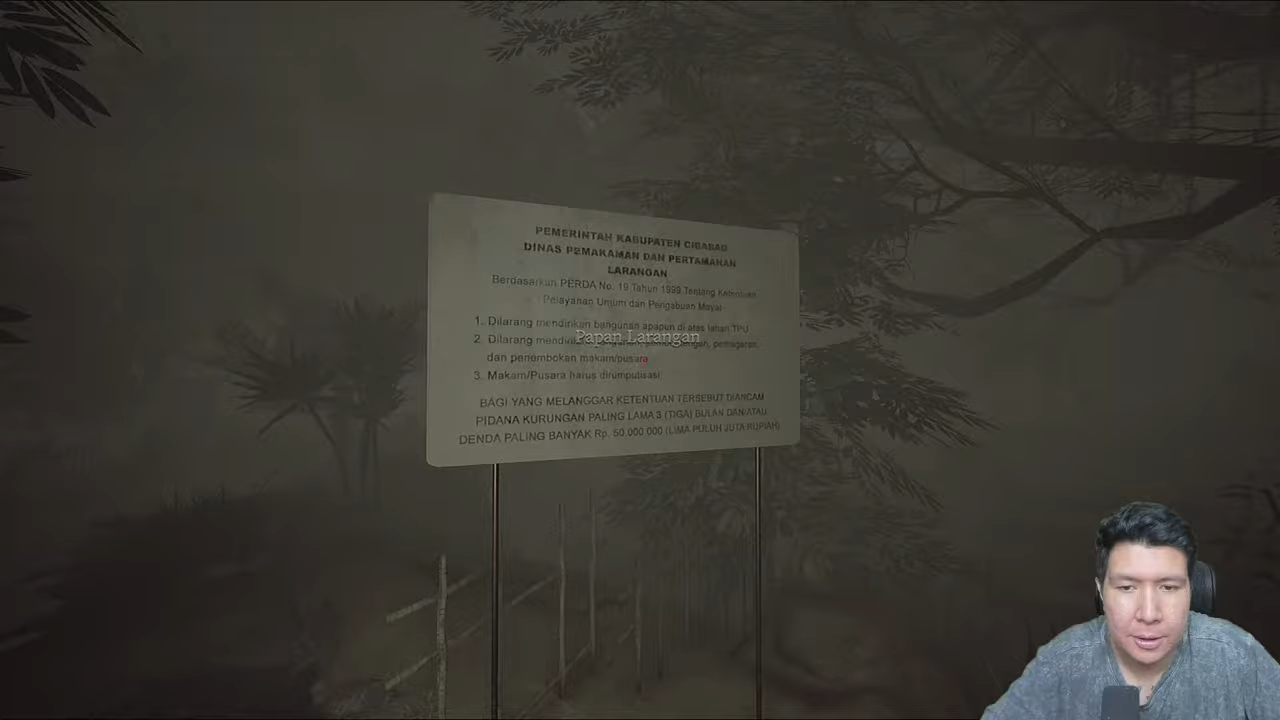 PEMERINTAH KABUPATEN CIBABAD
DINAS PEMAKAMAN DAN PERTAMANAN
LARANGAN
Berdasarkan PERDA No. 19 Tahun 1999 Tentang Ketentuan
Pelayanan Umum dan Pengabuan Mayat
1. Dilarang mendirikan bangunan apapun di atas lahan TPU
Papan Larangan
2. Dilarang pemagaran,
dan penembokan makam/pusara
3. Makam/Pusara harus dirumputisasi
BAGI YANG MELANGGAR KETENTUAN TERSEBUT DIANCAM
PIDANA KURUNGAN PALING LAMA 3 (TIGA) BULAN DAN/ATAU
DENDA PALING BANYAK Rp. 50.000.000 (LIMA PULUH JUTA RUPIAH)